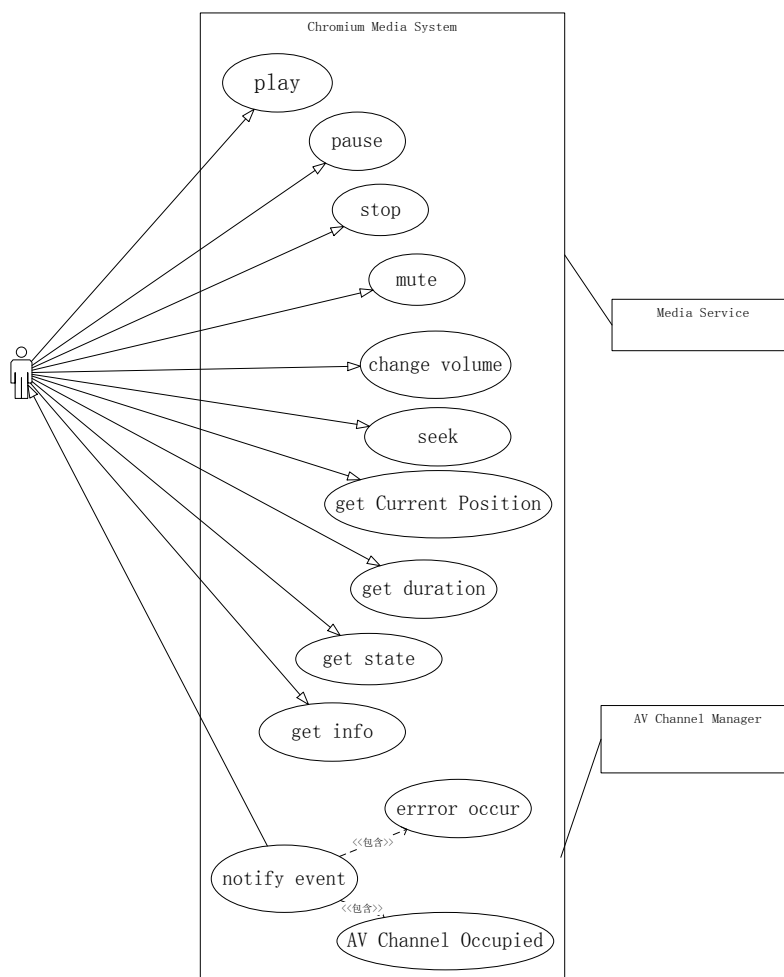 Chromium Media System
play
pause
stop
mute
Media Service
change volume
seek
get Current Position
get duration
get state
get info
AV Channel Manager
errror occur
<<包含>>
notify event
<<包含>>
AV Channel Occupied